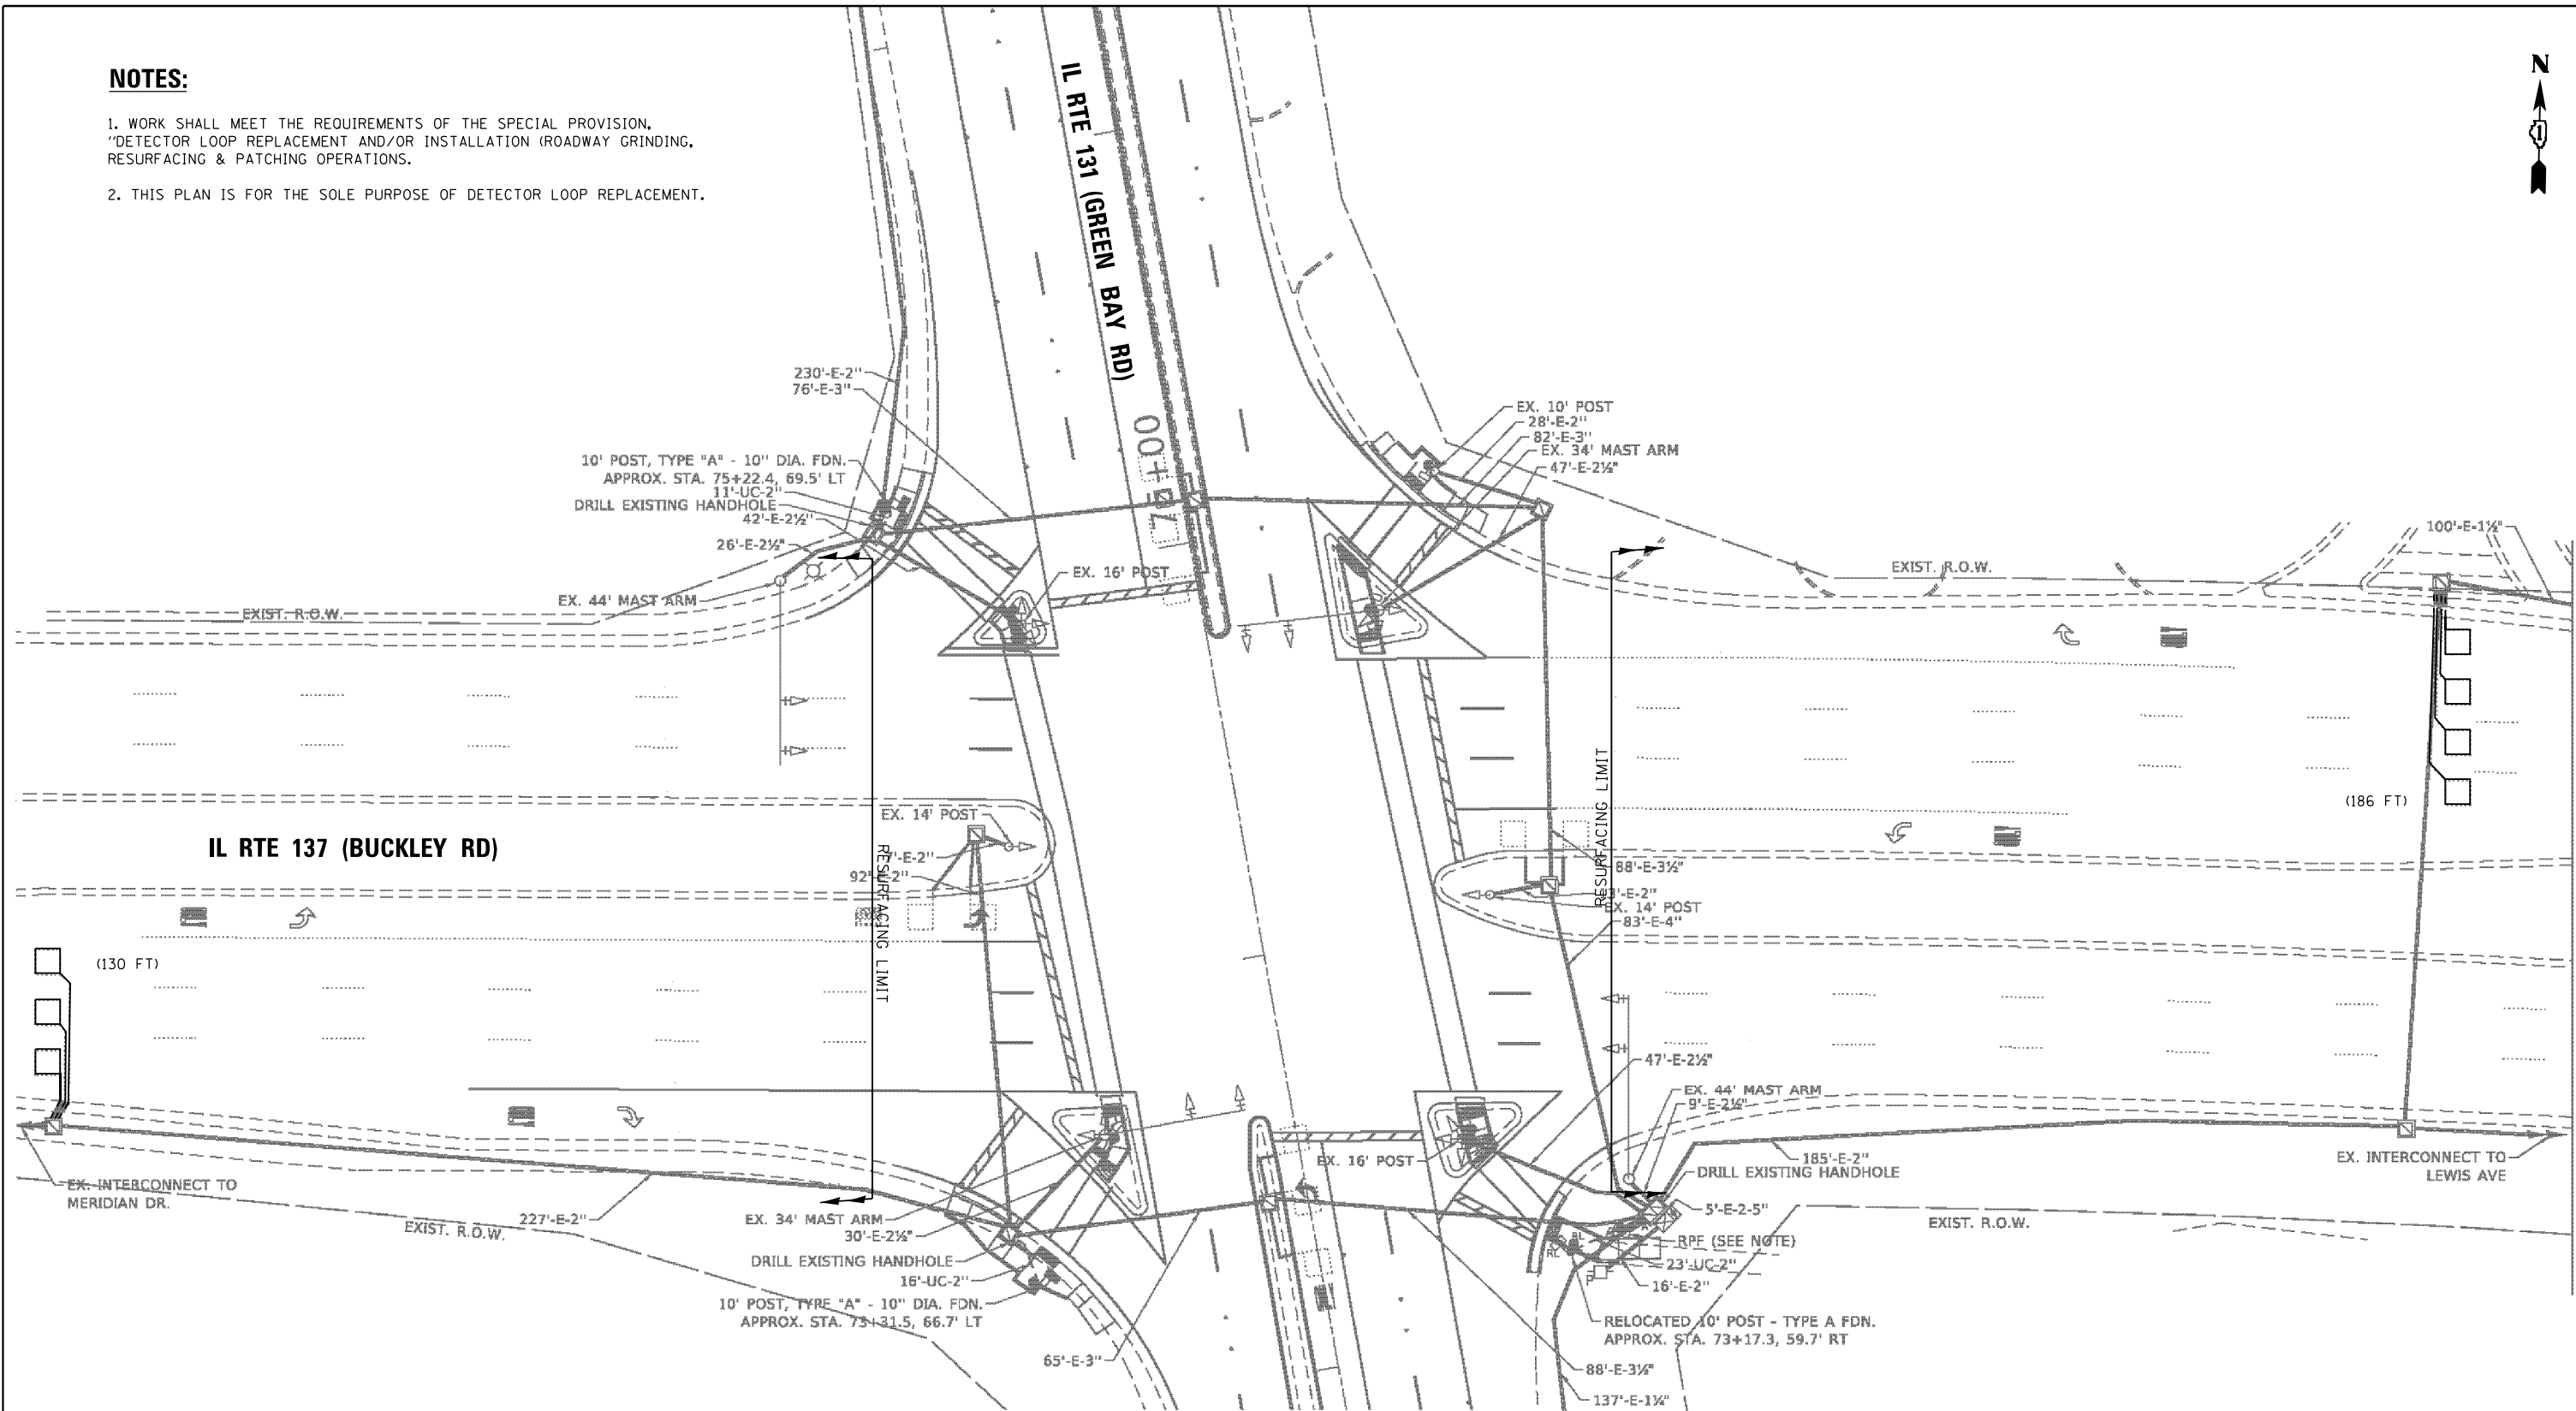 NOTES:
1. WORK SHALL MEET THE REQUIREMENTS OF THE SPECIAL PROVISION,
"DETECTOR LOOP REPLACEMENT AND/OR INSTALLATION (ROADWAY GRINDING,
RESURFACING & PATCHING OPERATIONS.
2. THIS PLAN IS FOR THE SOLE PURPOSE OF DETECTOR LOOP REPLACEMENT.
N
1
IL RTE 131 (GREEN BAY RD)
230'-E-2"
76'-E-3"
10' POST, TYPE "A" - 10" DIA. FDN.
APPROX. STA. 75+22.4, 69.5' LT
11'-UC-2"
DRILL EXISTING HANDHOLE
42'-E-2½"
26'-E-2½"
EX. 44' MAST ARM
EXIST. R.O.W.
EX. 16' POST
EX. 10' POST
28'-E-2"
82'-E-3"
EX. 34' MAST ARM
47'-E-2½"
100'-E-1½"
EXIST. R.O.W.
RESURFACING LIMIT
(186 FT)
EX. 14' POST
'-E-2"
92'-E-2"
IL RTE 137 (BUCKLEY RD)
RESURFACING LIMIT
88'-E-3½"
'-E-2"
EX. 14' POST
83'-E-4"
(130 FT)
47'-E-2½"
EX. 44' MAST ARM
9'-E-2½"
185'-E-2"
DRILL EXISTING HANDHOLE
EX. INTERCONNECT TO
LEWIS AVE
EX. 16' POST
EX. INTERCONNECT TO
MERIDIAN DR.
EXIST. R.O.W.
227'-E-2"
EX. 34' MAST ARM
30'-E-2½"
DRILL EXISTING HANDHOLE
16'-UC-2"
10' POST, TYPE "A" - 10" DIA. FDN.
APPROX. STA. 73+31.5, 66.7' LT
65'-E-3"
5'-E-2-5"
EXIST. R.O.W.
RPF (SEE NOTE)
RL
RL
23'-UC-2"
P
16'-E-2"
RELOCATED 10' POST - TYPE A FDN.
APPROX. STA. 73+17.3, 59.7' RT
88'-E-3½"